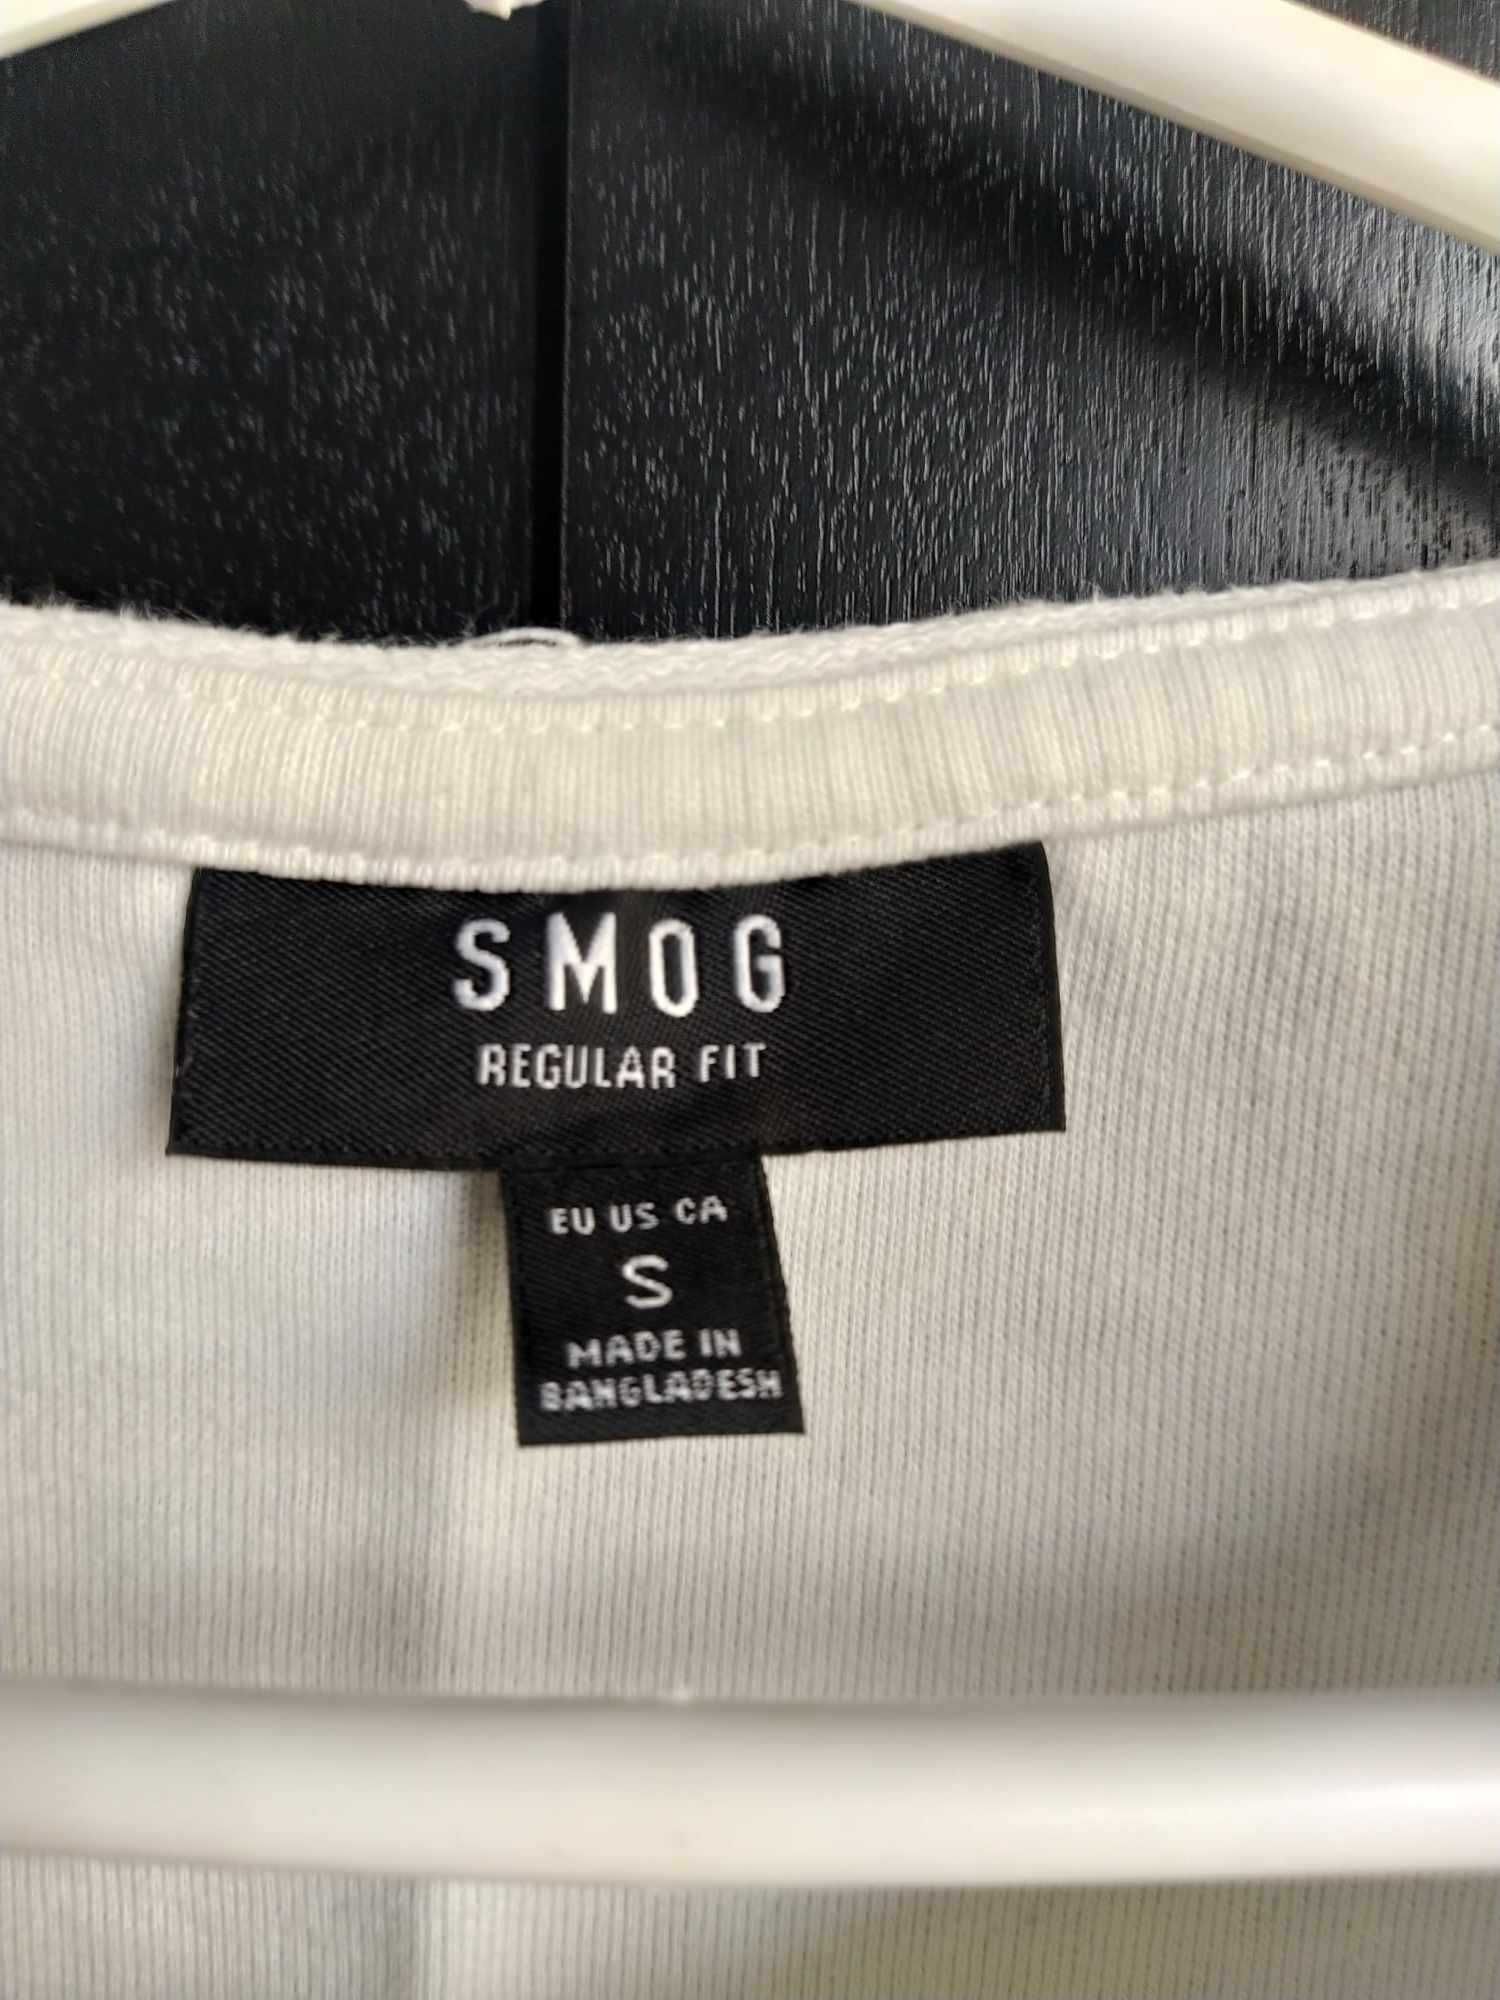 SMOG
REGULAR FIT
EU US CA
S
MADE IN
BANGLADESH